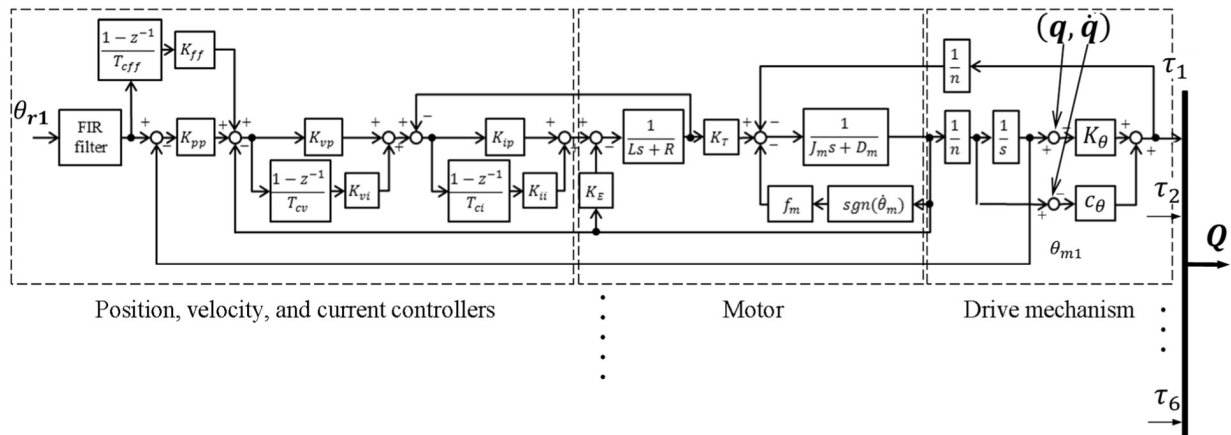 (q, q̇)
1 − z⁻¹
T_cff
K_ff
1
n
τ₁
θ_r1
FIR
filter
+
−
K_pp
+
+
−
K_vp
+
+
+
−
K_ip
+
+
+
−
1
Ls + R
K_T
+
−
−
−
1
J_m s + D_m
1
n
1
s
−
+
K_θ
+
+
1 − z⁻¹
T_cv
K_vi
1 − z⁻¹
T_ci
K_ii
K_E
f_m
sgn(θ̇_m)
−
+
c_θ
τ₂
θ_m1
Q
Position, velocity, and current controllers
Motor
Drive mechanism
τ₆